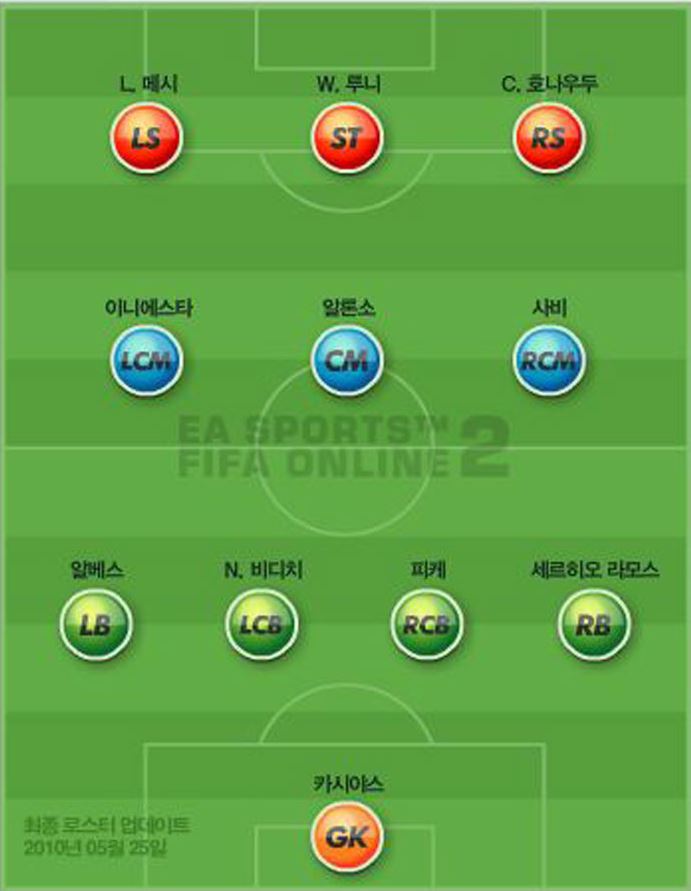 L. 메시 W. 루니 C. 호나우두
LS ST RS
이니에스타 알론소 사비
LCM CM RCM
EA SPORTS™
FIFA ONLINE 2
알베스 N. 비디치 피케 세르히오 라모스
LB LCB RCB RB
카시야스
GK
최종 로스터 업데이트
2010년 05월 25일